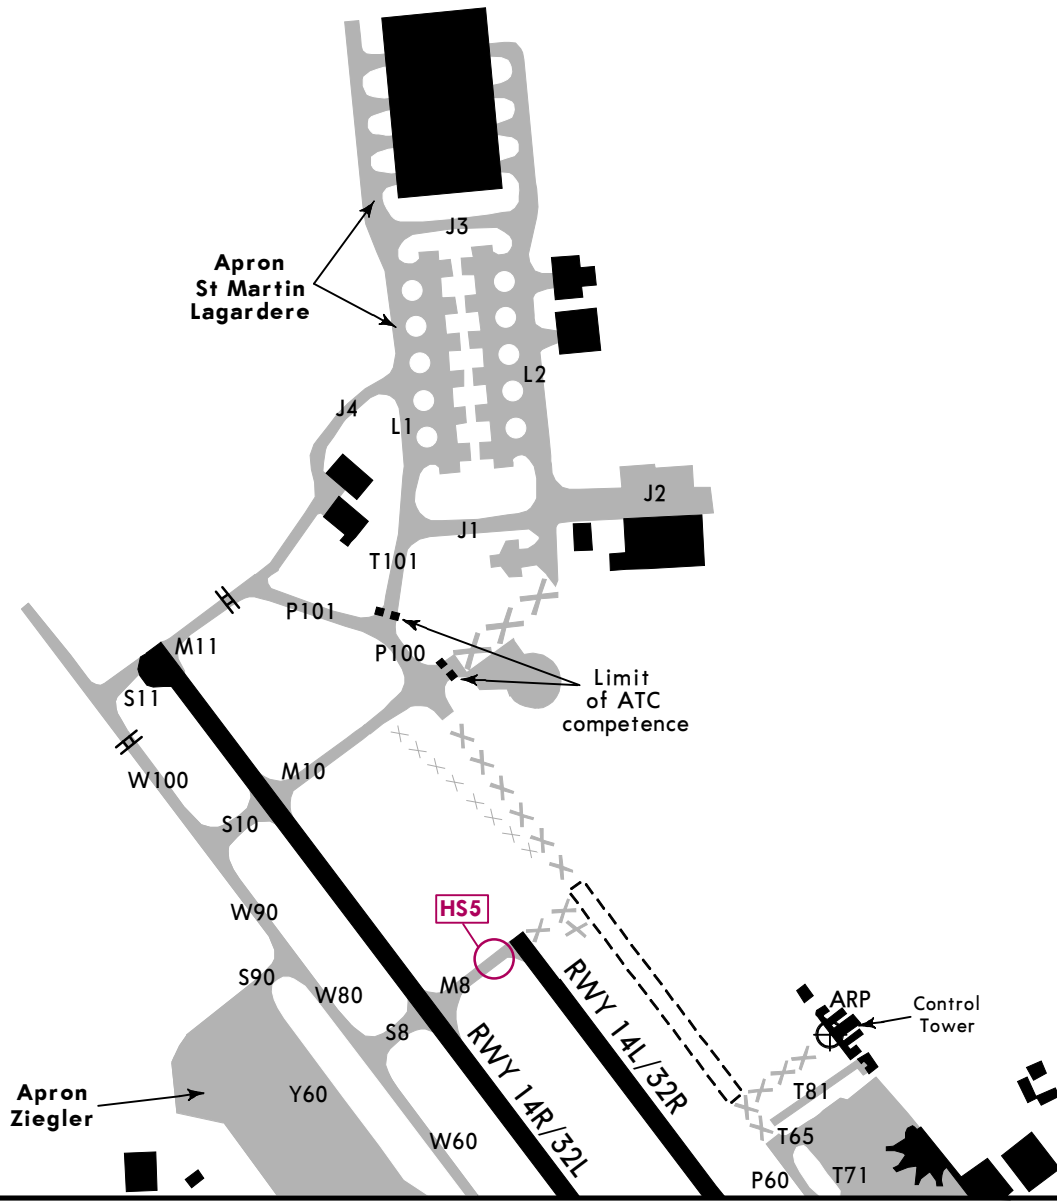 J3
Apron
St Martin
Lagardere
L2
J4
L1
J2
J1
T101
P101
M11
P100
Limit
of ATC
competence
S11
W100
M10
S10
HS5
W90
S90
W80
M8
RWY 14L/32R
ARP
Control
Tower
S8
RWY 14R/32L
Apron
Ziegler
Y60
T81
W60
T65
P60
T71